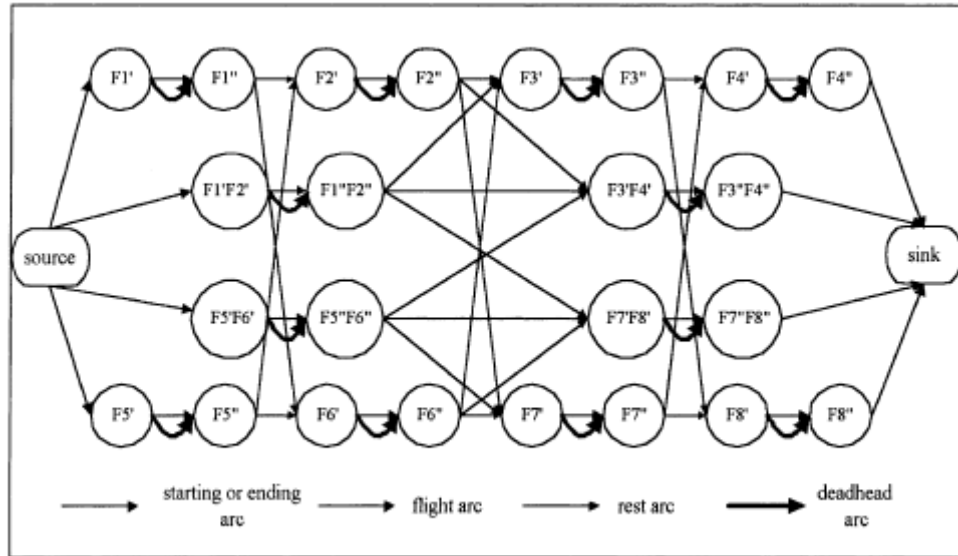 F1' F1" F2' F2" F3' F3" F4' F4"
F1'F2' F1"F2" F3'F4' F3"F4"
source sink
F5'F6' F5"F6" F7'F8' F7"F8"
F5' F5" F6' F6" F7' F7" F8' F8"
starting or ending
arc
flight arc
rest arc
deadhead
arc